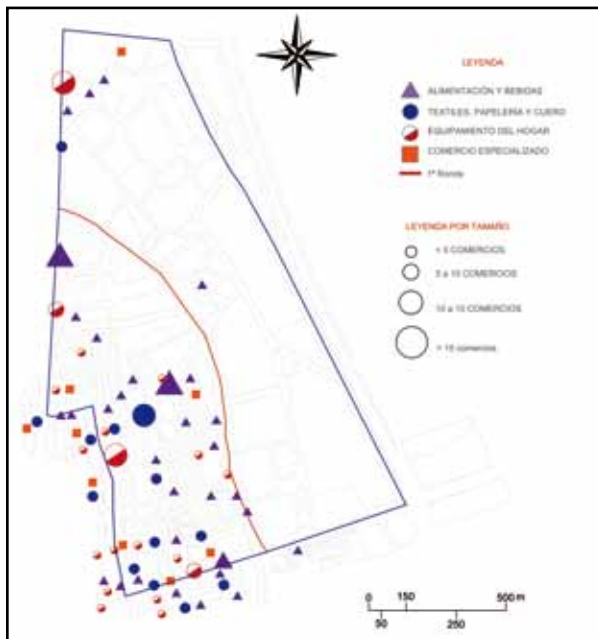 LEYENDA
ALIMENTACIÓN Y BEBIDAS
TEXTILES, PAPELERÍA Y CUERO
EQUIPAMIENTO DEL HOGAR
COMERCIO ESPECIALIZADO
1ª Ronda
LEYENDA POR TAMAÑO
< 5 COMERCIOS
5 a 10 COMERCIOS
10 a 15 COMERCIOS
> 15 comercios
0 150 500 m
50 250